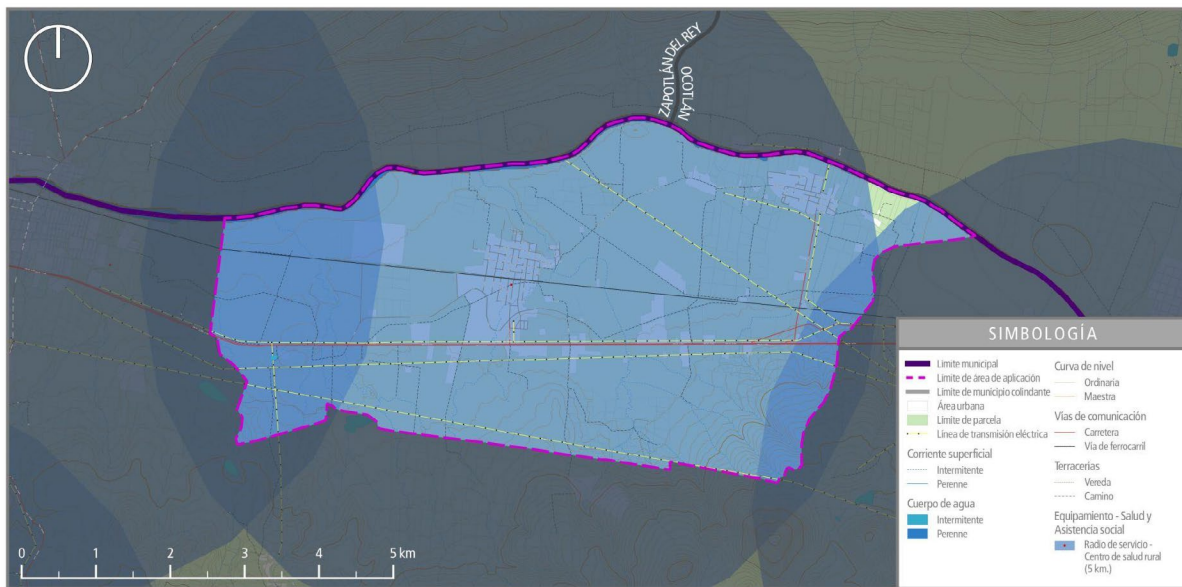 ZAPOTLÁN DEL REY
OCOTLÁN
SIMBOLOGÍA
Límite municipal
Límite de área de aplicación
Límite de municipio colindante
Área urbana
Límite de parcela
Línea de transmisión eléctrica
Corriente superficial
Intermitente
Perenne
Cuerpo de agua
Intermitente
Perenne
Curva de nivel
Ordinaria
Maestra
Vías de comunicación
Carretera
Vía de ferrocarril
Terracerías
Vereda
Camino
Equipamiento - Salud y
Asistencia social
Radio de servicio -
Centro de salud rural
(5 km.)
0 1 2 3 4 5 km